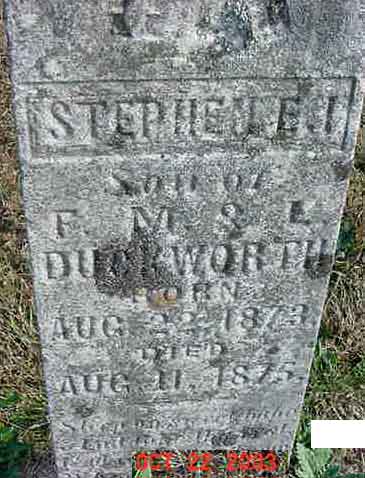 STEPHEN E J
Son of
F. M. & L.
DUCKWORTH
BORN
AUG. 22, 1873
DIED
AUG. 11, 1875
OCT 22 2003